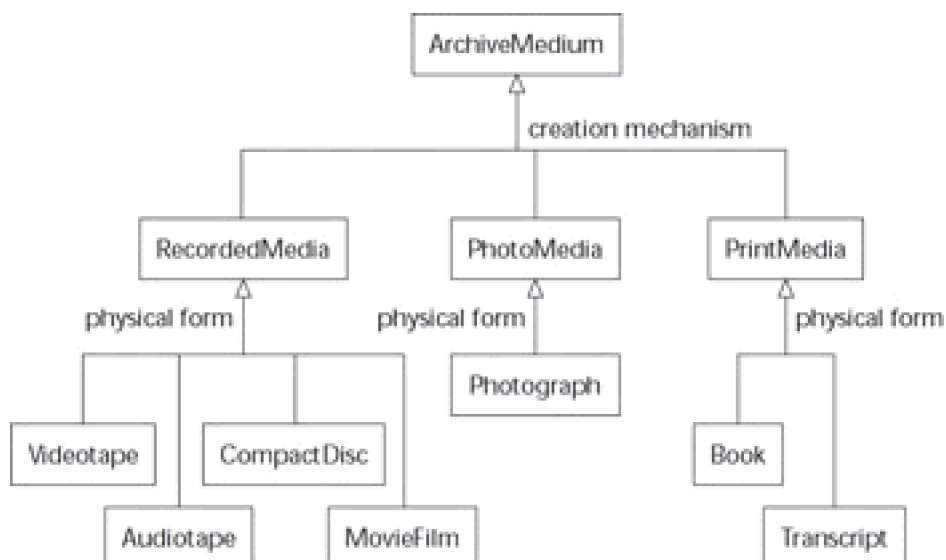 ArchiveMedium
creation mechanism
RecordedMedia
PhotoMedia
PrintMedia
physical form
physical form
physical form
Photograph
Videotape
CompactDisc
Book
Audiotape
MovieFilm
Transcript